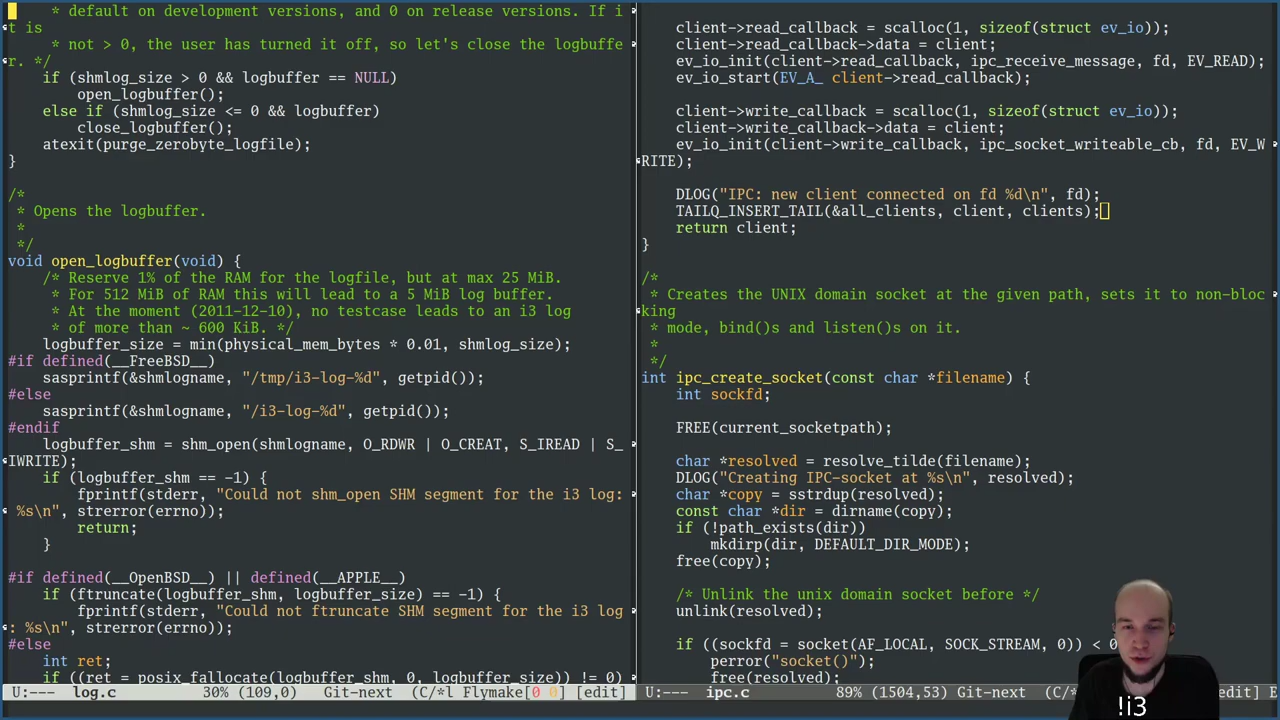 * default on development versions, and 0 on release versions. If i
t is
* not > 0, the user has turned it off, so let's close the logbuffe
r. */
if (shmlog_size > 0 && logbuffer == NULL)
open_logbuffer();
else if (shmlog_size <= 0 && logbuffer)
close_logbuffer();
atexit(purge_zerobyte_logfile);
}
/*
* Opens the logbuffer.
*
*/
void open_logbuffer(void) {
/* Reserve 1% of the RAM for the logfile, but at max 25 MiB.
* For 512 MiB of RAM this will lead to a 5 MiB log buffer.
* At the moment (2011-12-10), no testcase leads to an i3 log
* of more than ~ 600 KiB. */
logbuffer_size = min(physical_mem_bytes * 0.01, shmlog_size);
#if defined(__FreeBSD__)
sasprintf(&shmlogname, "/tmp/i3-log-%d", getpid());
#else
sasprintf(&shmlogname, "/i3-log-%d", getpid());
#endif
logbuffer_shm = shm_open(shmlogname, O_RDWR | O_CREAT, S_IREAD | S_
IWRITE);
if (logbuffer_shm == -1) {
fprintf(stderr, "Could not shm_open SHM segment for the i3 log:
%s\n", strerror(errno));
return;
}
#if defined(__OpenBSD__) || defined(__APPLE__)
if (ftruncate(logbuffer_shm, logbuffer_size) == -1) {
fprintf(stderr, "Could not ftruncate SHM segment for the i3 log
: %s\n", strerror(errno));
#else
int ret;
if ((ret = posix_fallocate(logbuffer_shm, 0, logbuffer_size)) != 0)
U:--- log.c 30% (109,0) Git-next (C/*l Flymake[0 0] [edit]
client->read_callback = scalloc(1, sizeof(struct ev_io));
client->read_callback->data = client;
ev_io_init(client->read_callback, ipc_receive_message, fd, EV_READ);
ev_io_start(EV_A_ client->read_callback);
client->write_callback = scalloc(1, sizeof(struct ev_io));
client->write_callback->data = client;
ev_io_init(client->write_callback, ipc_socket_writeable_cb, fd, EV_W
RITE);
DLOG("IPC: new client connected on fd %d\n", fd);
TAILQ_INSERT_TAIL(&all_clients, client, clients);
return client;
}
/*
* Creates the UNIX domain socket at the given path, sets it to non-bloc
king
* mode, bind()s and listen()s on it.
*
*/
int ipc_create_socket(const char *filename) {
int sockfd;
FREE(current_socketpath);
char *resolved = resolve_tilde(filename);
DLOG("Creating IPC-socket at %s\n", resolved);
char *copy = sstrdup(resolved);
const char *dir = dirname(copy);
if (!path_exists(dir))
mkdirp(dir, DEFAULT_DIR_MODE);
free(copy);
/* Unlink the unix domain socket before */
unlink(resolved);
if ((sockfd = socket(AF_LOCAL, SOCK_STREAM, 0)) < 0
perror("socket()");
free(resolved);
U:--- ipc.c 89% (1504,53) Git-next (C/* edit] E
!i3